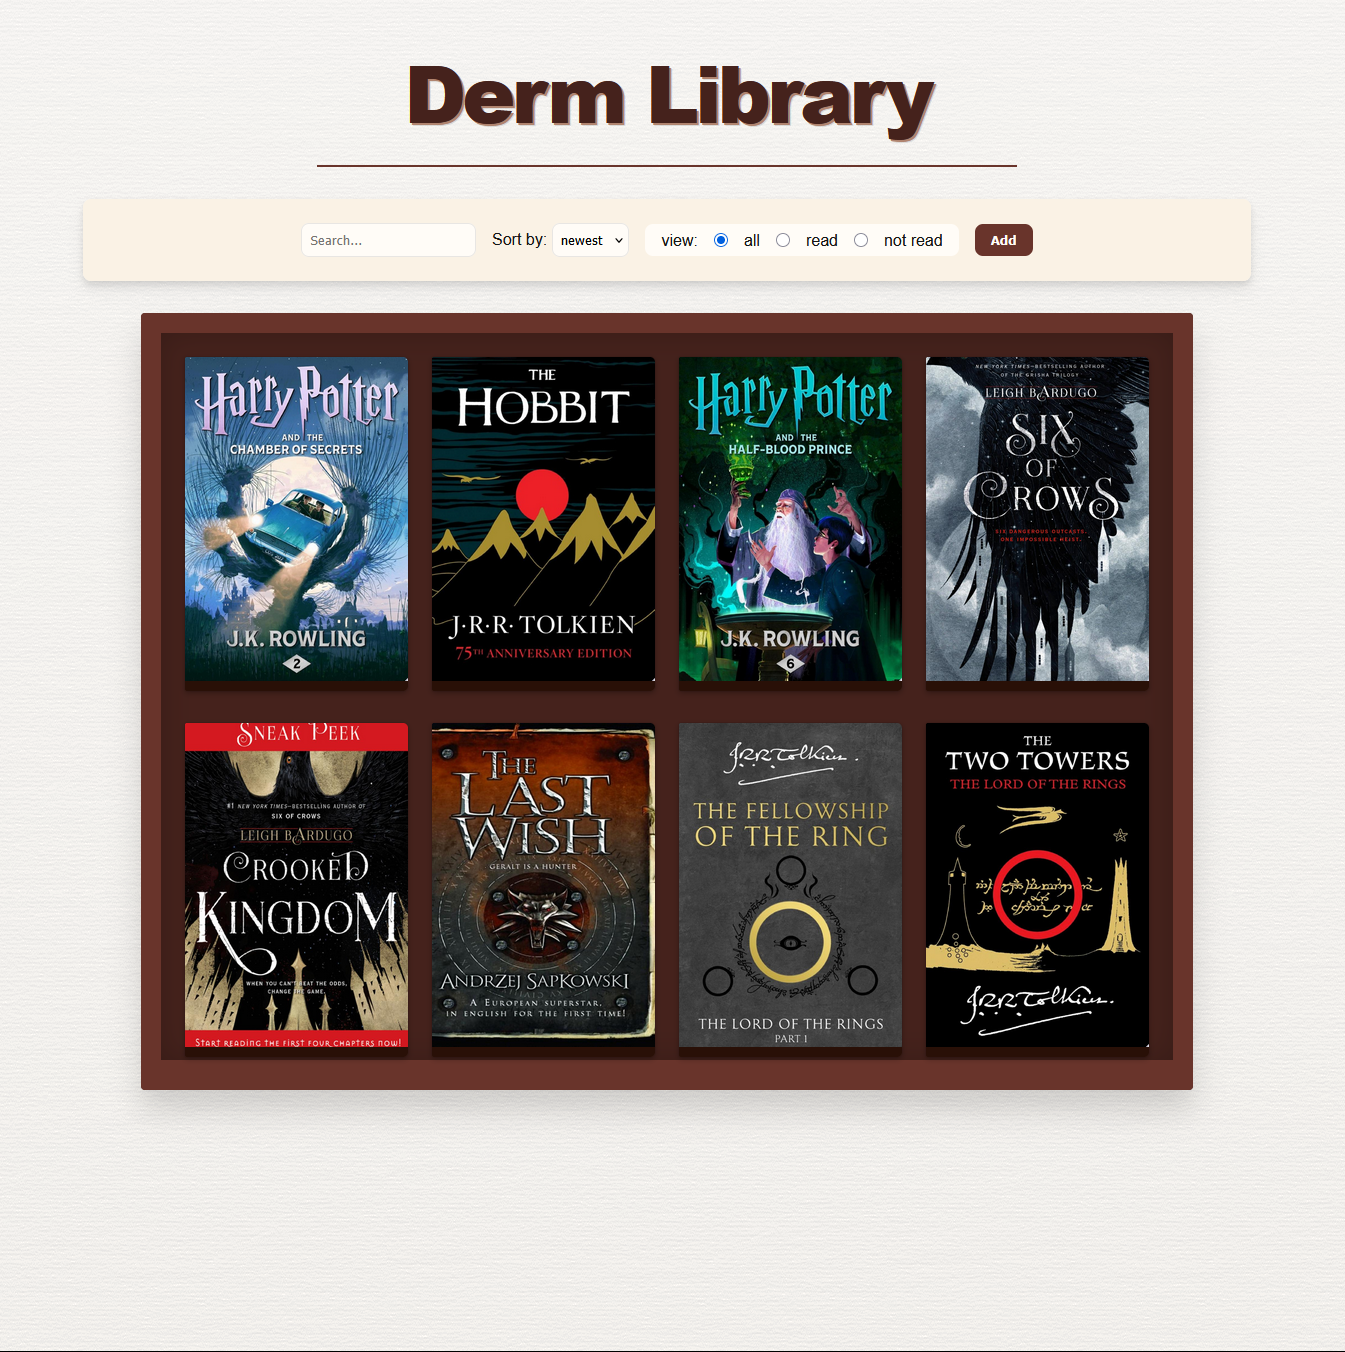 Derm Library
Search...
Sort by:
newest
view:
all
read
not read
Add
Harry Potter
AND THE
CHAMBER OF SECRETS
J.K. ROWLING
2
THE
HOBBIT
J·R·R·TOLKIEN
75TH ANNIVERSARY EDITION
Harry Potter
AND THE
HALF-BLOOD PRINCE
J.K. ROWLING
6
NEW YORK TIMES–BESTSELLING AUTHOR
OF THE GRISHA TRILOGY
LEIGH BARDUGO
SIX
OF
CROWS
SIX DANGEROUS OUTCASTS.
ONE IMPOSSIBLE HEIST.
SNEAK PEEK
#1 NEW YORK TIMES–BESTSELLING AUTHOR OF
SIX OF CROWS
LEIGH BARDUGO
CROOKED
KINGDOM
WHEN YOU CAN'T BEAT THE ODDS,
CHANGE THE GAME.
START READING THE FIRST FOUR CHAPTERS NOW!
THE
LAST
WISH
GERALT IS A HUNTER
ANDRZEJ SAPKOWSKI
A EUROPEAN SUPERSTAR,
IN ENGLISH FOR THE FIRST TIME!
J.R.R. Tolkien.
THE FELLOWSHIP
OF THE RING
THE LORD OF THE RINGS
PART 1
THE
TWO TOWERS
THE LORD OF THE RINGS
J.R.R. Tolkien.